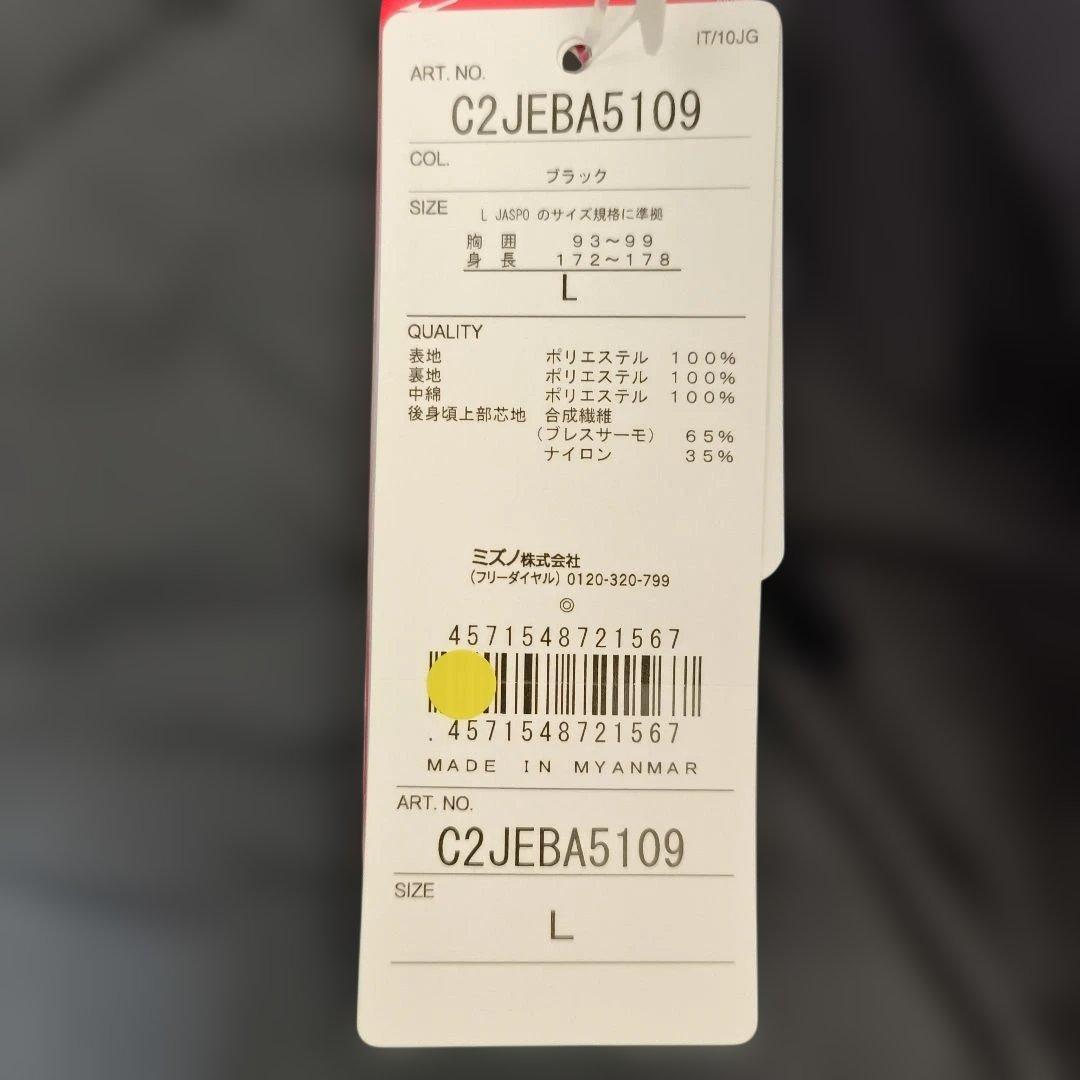 IT/10JG
ART. NO.
C2JEBA5109
COL.
ブラック
SIZE L JASPO のサイズ規格に準拠
胸 囲 93～99
身 長 172～178
L
QUALITY
表地 ポリエステル 100%
裏地 ポリエステル 100%
中綿 ポリエステル 100%
後身頃上部芯地 合成繊維
（ブレスサーモ） 65%
ナイロン 35%
ミズノ株式会社
（フリーダイヤル）0120-320-799
◎
4571548721567
. 4571548721567
MADE IN MYANMAR
ART. NO.
C2JEBA5109
SIZE
L